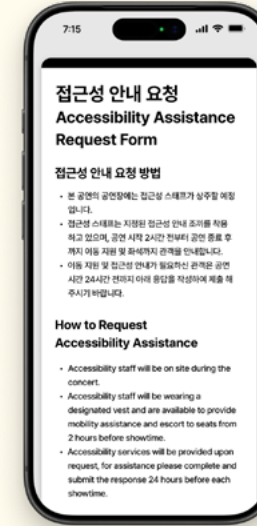 7:15
접근성 안내 요청
Accessibility Assistance
Request Form
접근성 안내 요청 방법
• 본 공연의 공연장에는 접근성 스태프가 상주할 예정
입니다.
• 접근성 스태프는 지정된 접근성 안내 조끼를 착용
하고 있으며, 공연 시작 2시간 전부터 공연 종료 후
까지 이동 지원 및 좌석까지 관객을 안내합니다.
• 이동 지원 및 접근성 안내가 필요하신 관객은 공연
시간 24시간 전까지 아래 응답을 작성하여 제출 해
주시기 바랍니다.
How to Request
Accessibility Assistance
• Accessibility staff will be on site during the
concert.
• Accessibility staff will be wearing a
designated vest and are available to provide
mobility assistance and escort to seats from
2 hours before showtime.
• Accessibility services will be provided upon
request, for assistance please complete and
submit the response 24 hours before each
showtime.